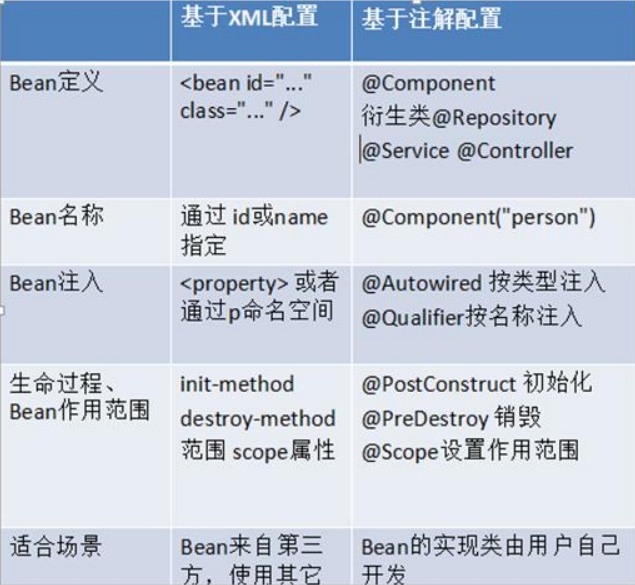 基于XML配置 基于注解配置
Bean定义 <bean id="..." @Component
class="..." /> 衍生类@Repository
@Service @Controller
Bean名称 通过 id或name @Component("person")
指定
Bean注入 <property> 或者 @Autowired 按类型注入
通过p命名空间 @Qualifier按名称注入
生命过程、 init-method @PostConstruct 初始化
Bean作用范围 destroy-method @PreDestroy 销毁
范围 scope属性 @Scope设置作用范围
适合场景 Bean来自第三 Bean的实现类由用户自己
方，使用其它 开发